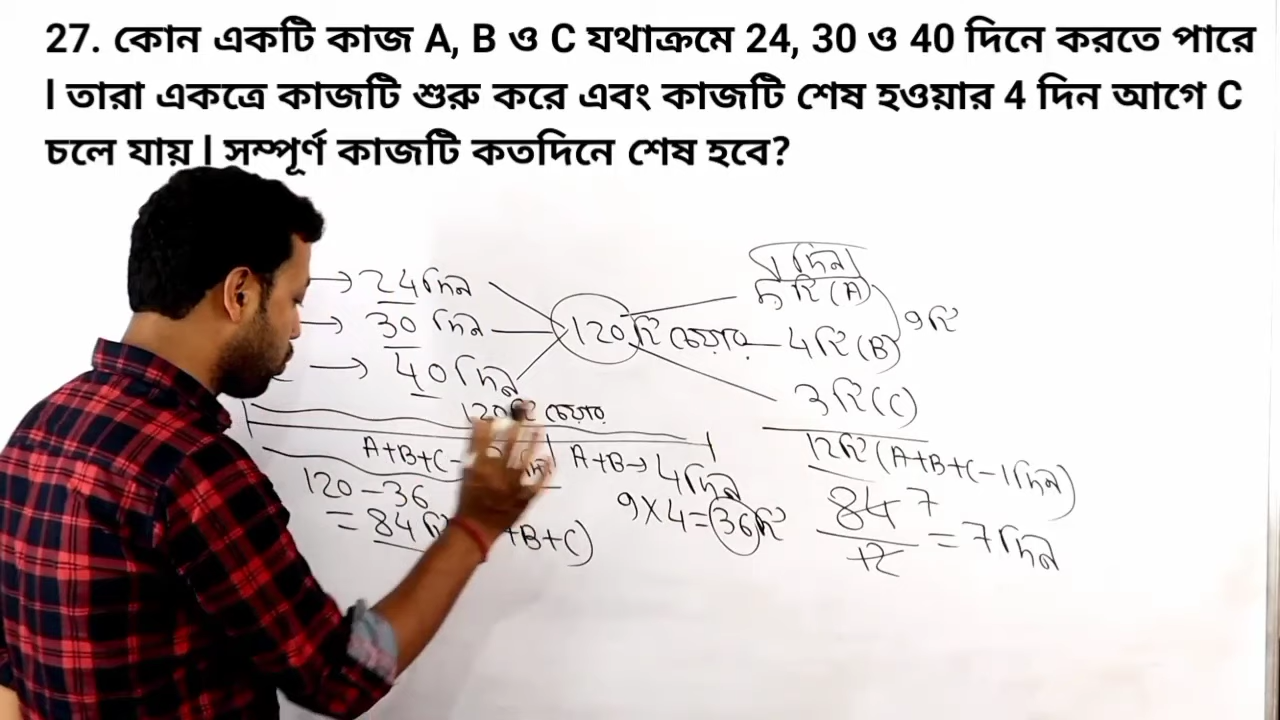 27. কোন একটি কাজ A, B ও C যথাক্রমে 24, 30 ও 40 দিনে করতে পারে
। তারা একত্রে কাজটি শুরু করে এবং কাজটি শেষ হওয়ার 4 দিন আগে C
চলে যায় । সম্পূর্ণ কাজটি কতদিনে শেষ হবে?
1 দিন
→ 24 দিন
5 টি (A)
→ 30 দিন
120 টি চেয়ার
4 টি (B)
9 টি
→ 40 দিন
3 টি (C)
120 টি চেয়ার
12 টি (A+B+C-1 দিন)
A+B+C
A+B→ 4 দিন
120-36
9×4=36 টি
= 84
+B+C)
84 7
12
= 7 দিন